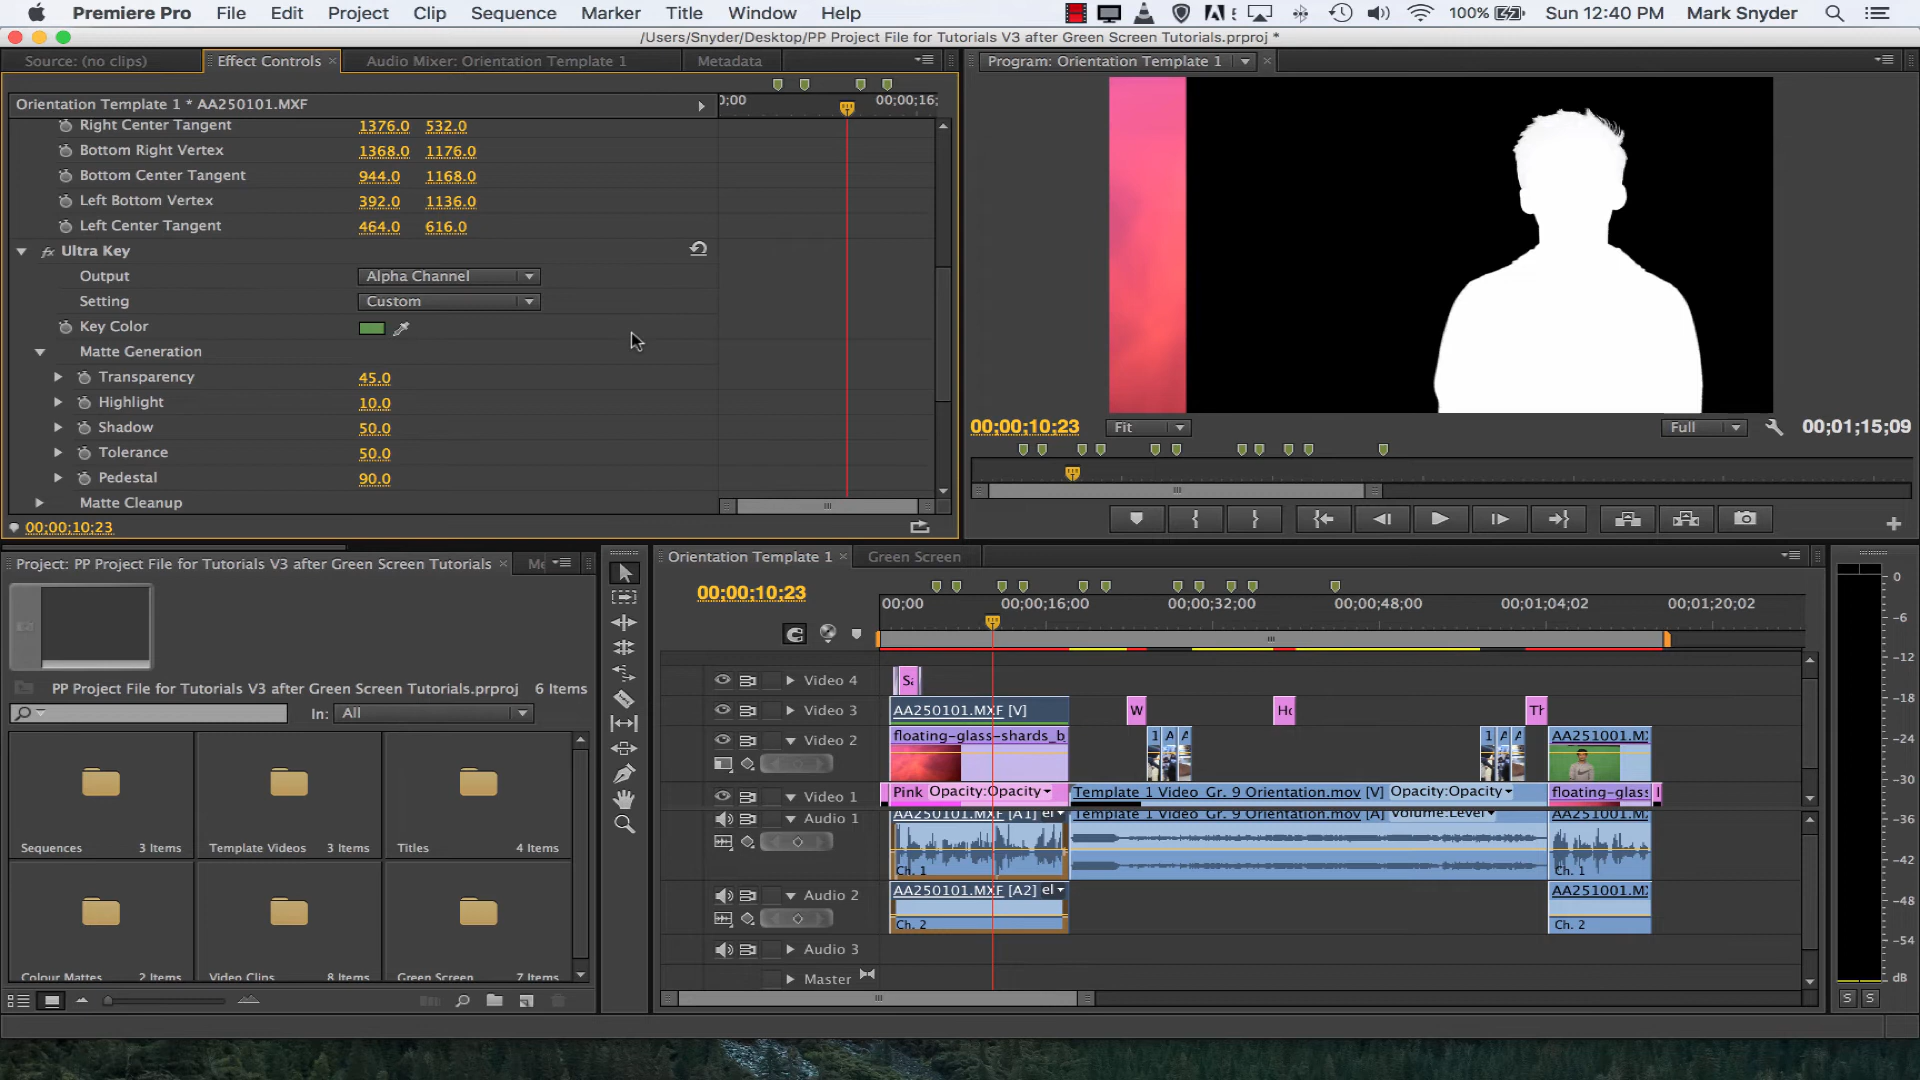 Premiere Pro File Edit Project Clip Sequence Marker Title Window Help 5 100% Sun 12:40 PM Mark Snyder
/Users/Snyder/Desktop/PP Project File for Tutorials V3 after Green Screen Tutorials.prproj *
Source: (no clips) Effect Controls × Audio Mixer: Orientation Template 1 Metadata
Program: Orientation Template 1 ×
Orientation Template 1 * AA250101.MXF
;00 00;00;16;
Right Center Tangent 1376.0 532.0
Bottom Right Vertex 1368.0 1176.0
Bottom Center Tangent 944.0 1168.0
Left Bottom Vertex 392.0 1136.0
Left Center Tangent 464.0 616.0
fx Ultra Key
Output Alpha Channel
Setting Custom
Key Color
Matte Generation
Transparency 45.0
Highlight 10.0
Shadow 50.0
Tolerance 50.0
Pedestal 90.0
Matte Cleanup
00;00;10;23
00;00;10;23 Fit Full 00;01;15;09
Project: PP Project File for Tutorials V3 after Green Screen Tutorials ×
PP Project File for Tutorials V3 after Green Screen Tutorials.prproj 6 Items
In: All
Sequences 3 Items
Template Videos 3 Items
Titles 4 Items
Colour Mattes 2 Items
Video Clips 8 Items
Green Screen 7 Items
Orientation Template 1 × Green Screen
00;00;10;23
00;00 00;00;16;00 00;00;32;00 00;00;48;00 00;01;04;02 00;01;20;02
Video 4
Video 3 AA250101.MXF [V] W Ho Th
Video 2 floating-glass-shards_b 1 A A 1 A A AA251001.M
Video 1 Pink Opacity:Opacity Template 1 Video Gr. 9 Orientation.mov [V] Opacity:Opacity floating-glass
Audio 1 AA250101.MXF [A1] Template 1 Video Gr. 9 Orientation.mov [A] Volume:Level AA251001.M
Ch. 1 Ch. 1
Audio 2 AA250101.MXF [A2] AA251001.M
Ch. 2 Ch. 2
Audio 3
Master
0
-6
-12
-18
-24
-30
-36
-42
-48
-54
dB
S S